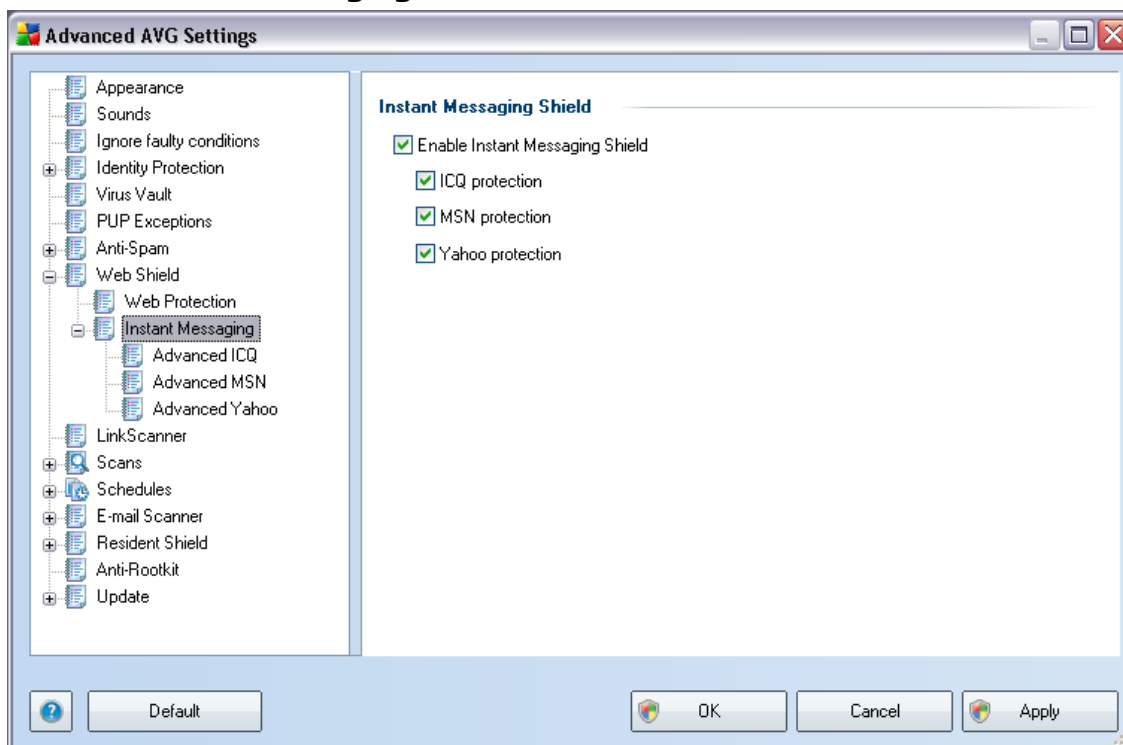 Advanced AVG Settings
Appearance
Sounds
Ignore faulty conditions
Identity Protection
Virus Vault
PUP Exceptions
Anti-Spam
Web Shield
Web Protection
Instant Messaging
Advanced ICQ
Advanced MSN
Advanced Yahoo
LinkScanner
Scans
Schedules
E-mail Scanner
Resident Shield
Anti-Rootkit
Update
Instant Messaging Shield
Enable Instant Messaging Shield
ICQ protection
MSN protection
Yahoo protection
Default
OK
Cancel
Apply